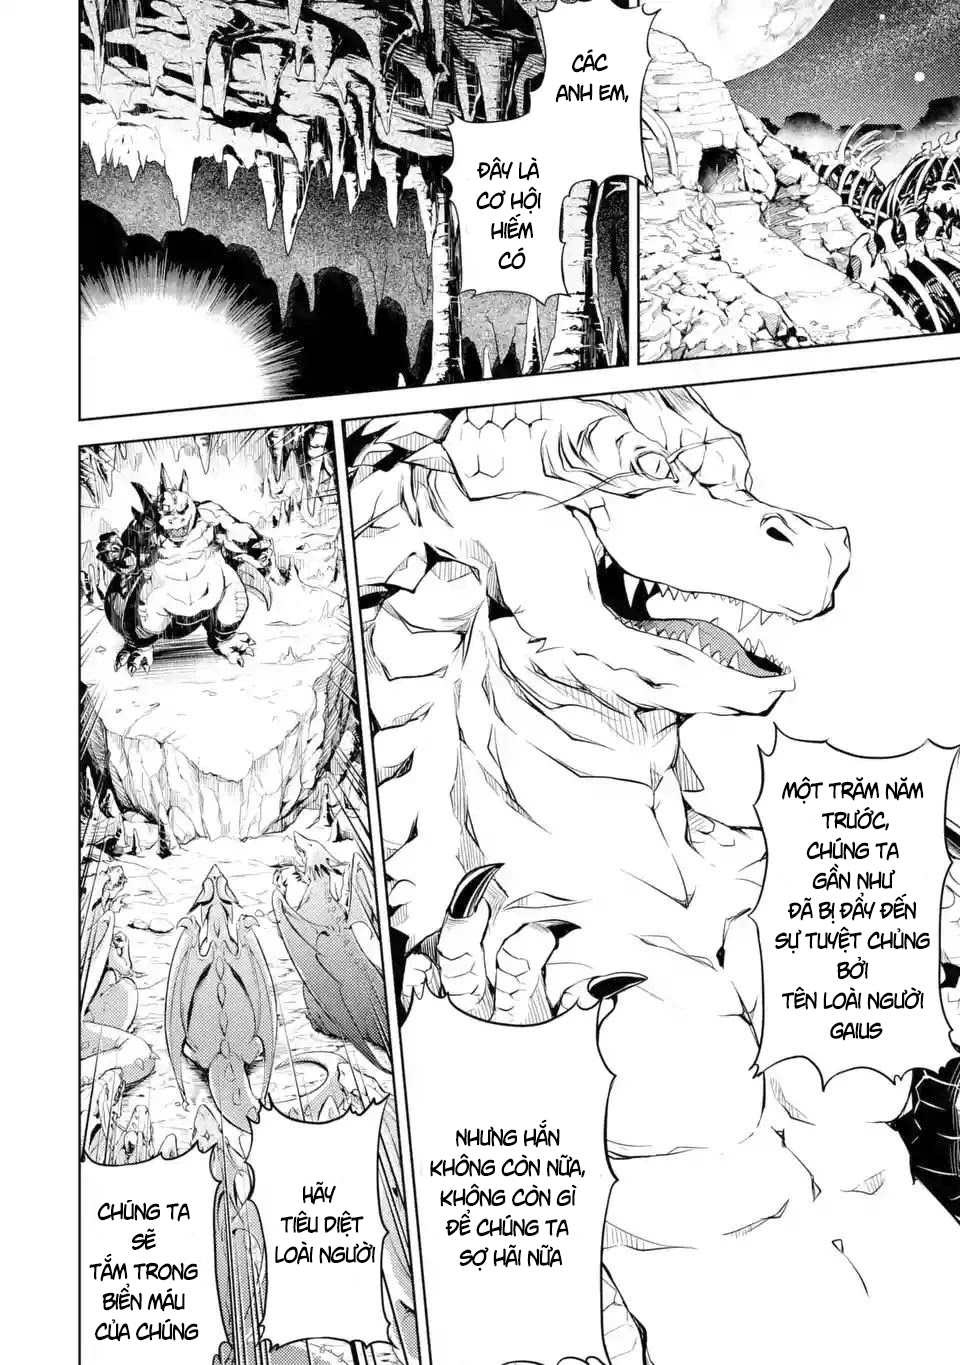 CÁC
ANH EM,
ĐÂY LÀ
CƠ HỘI
HIẾM
CÓ
MỘT TRĂM NĂM
TRƯỚC,
CHÚNG TA
GẦN NHƯ
ĐÃ BỊ ĐẨY ĐẾN
SỰ TUYỆT CHỦNG
BỞI
TÊN LOÀI NGƯỜI
GAIUS
NHƯNG HẮN
KHÔNG CÒN NỮA,
KHÔNG CÒN GÌ
ĐỂ CHÚNG TA
SỢ HÃI NỮA
HÃY
TIÊU DIỆT
LOÀI NGƯỜI
CHÚNG TA
SẼ
TẮM TRONG
BIỂN MÁU
CỦA CHÚNG